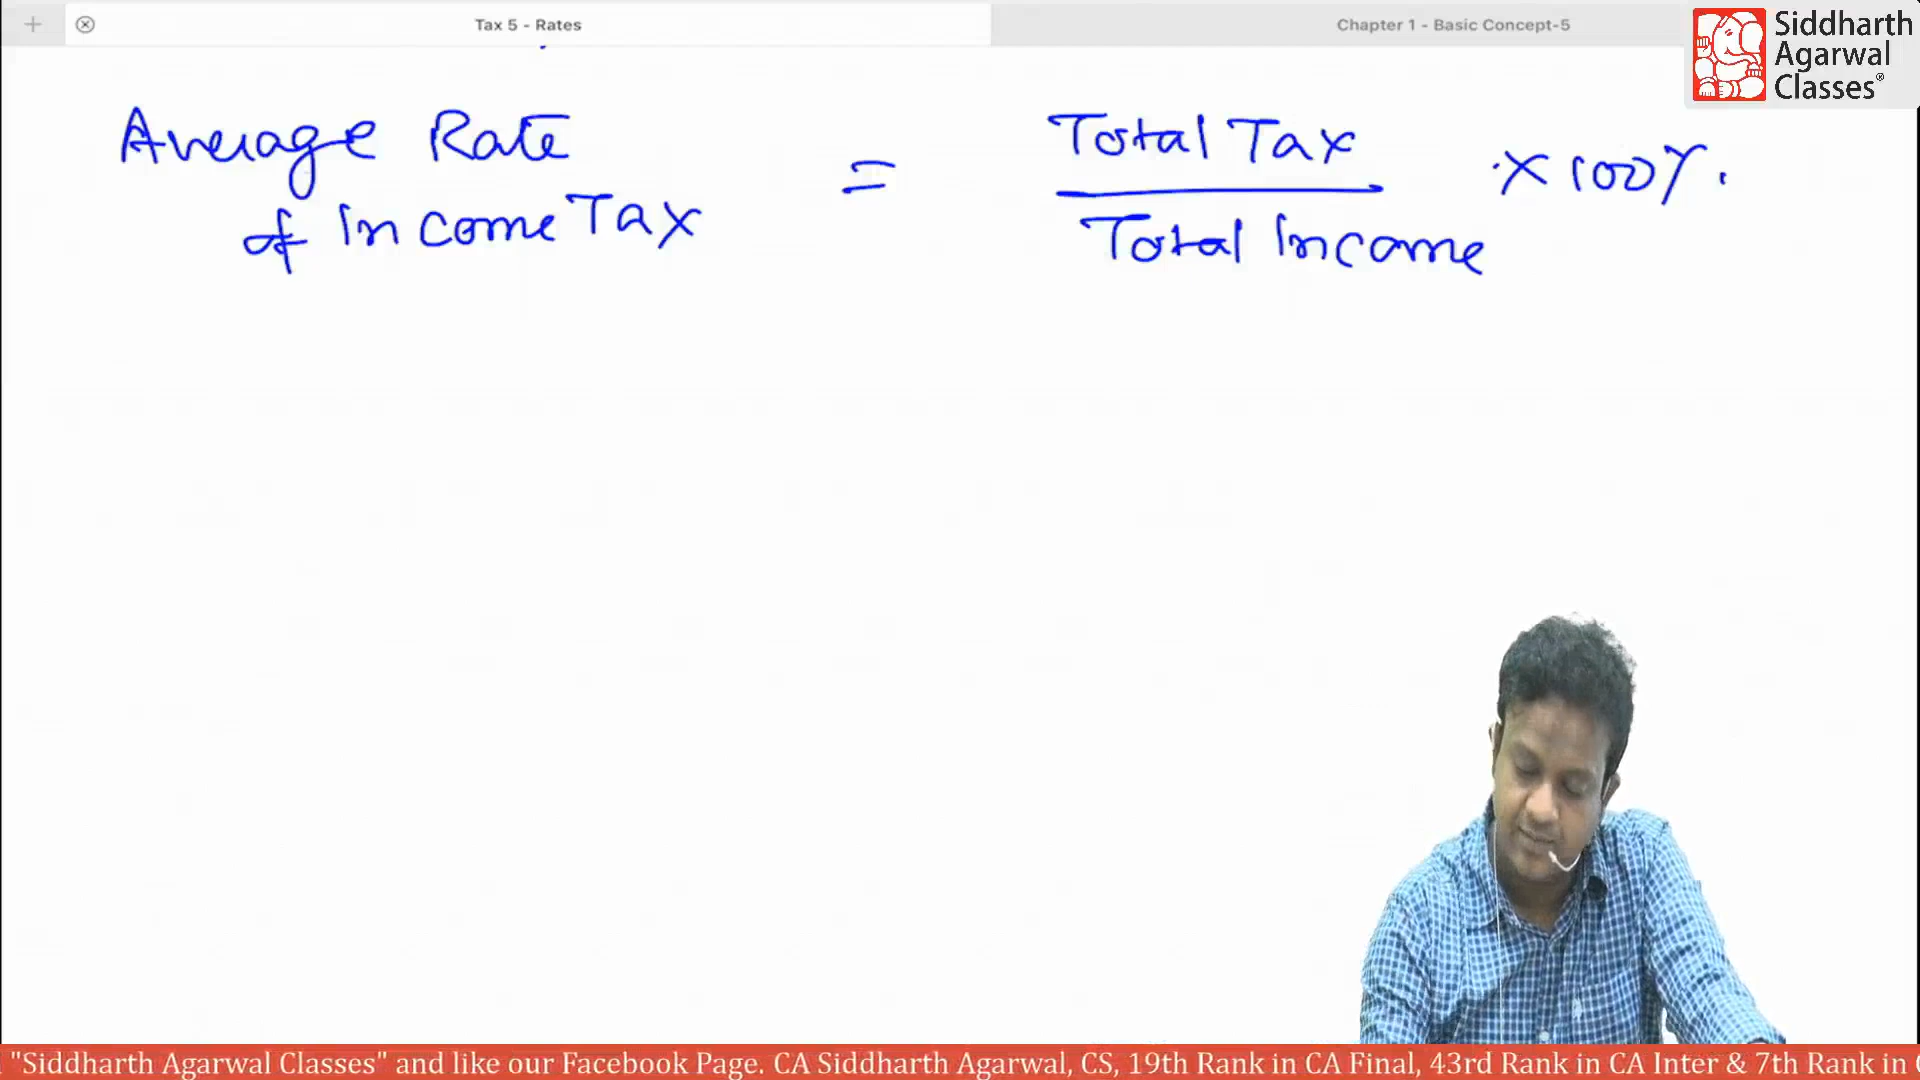 Tax 5 - Rates
Chapter 1 - Basic Concept-5
Siddharth
Agarwal
Classes®
Average Rate
of Income Tax
=
Total Tax
Total Income
× 100%.
"Siddharth Agarwal Classes" and like our Facebook Page. CA Siddharth Agarwal, CS, 19th Rank in CA Final, 43rd Rank in CA Inter & 7th Rank in